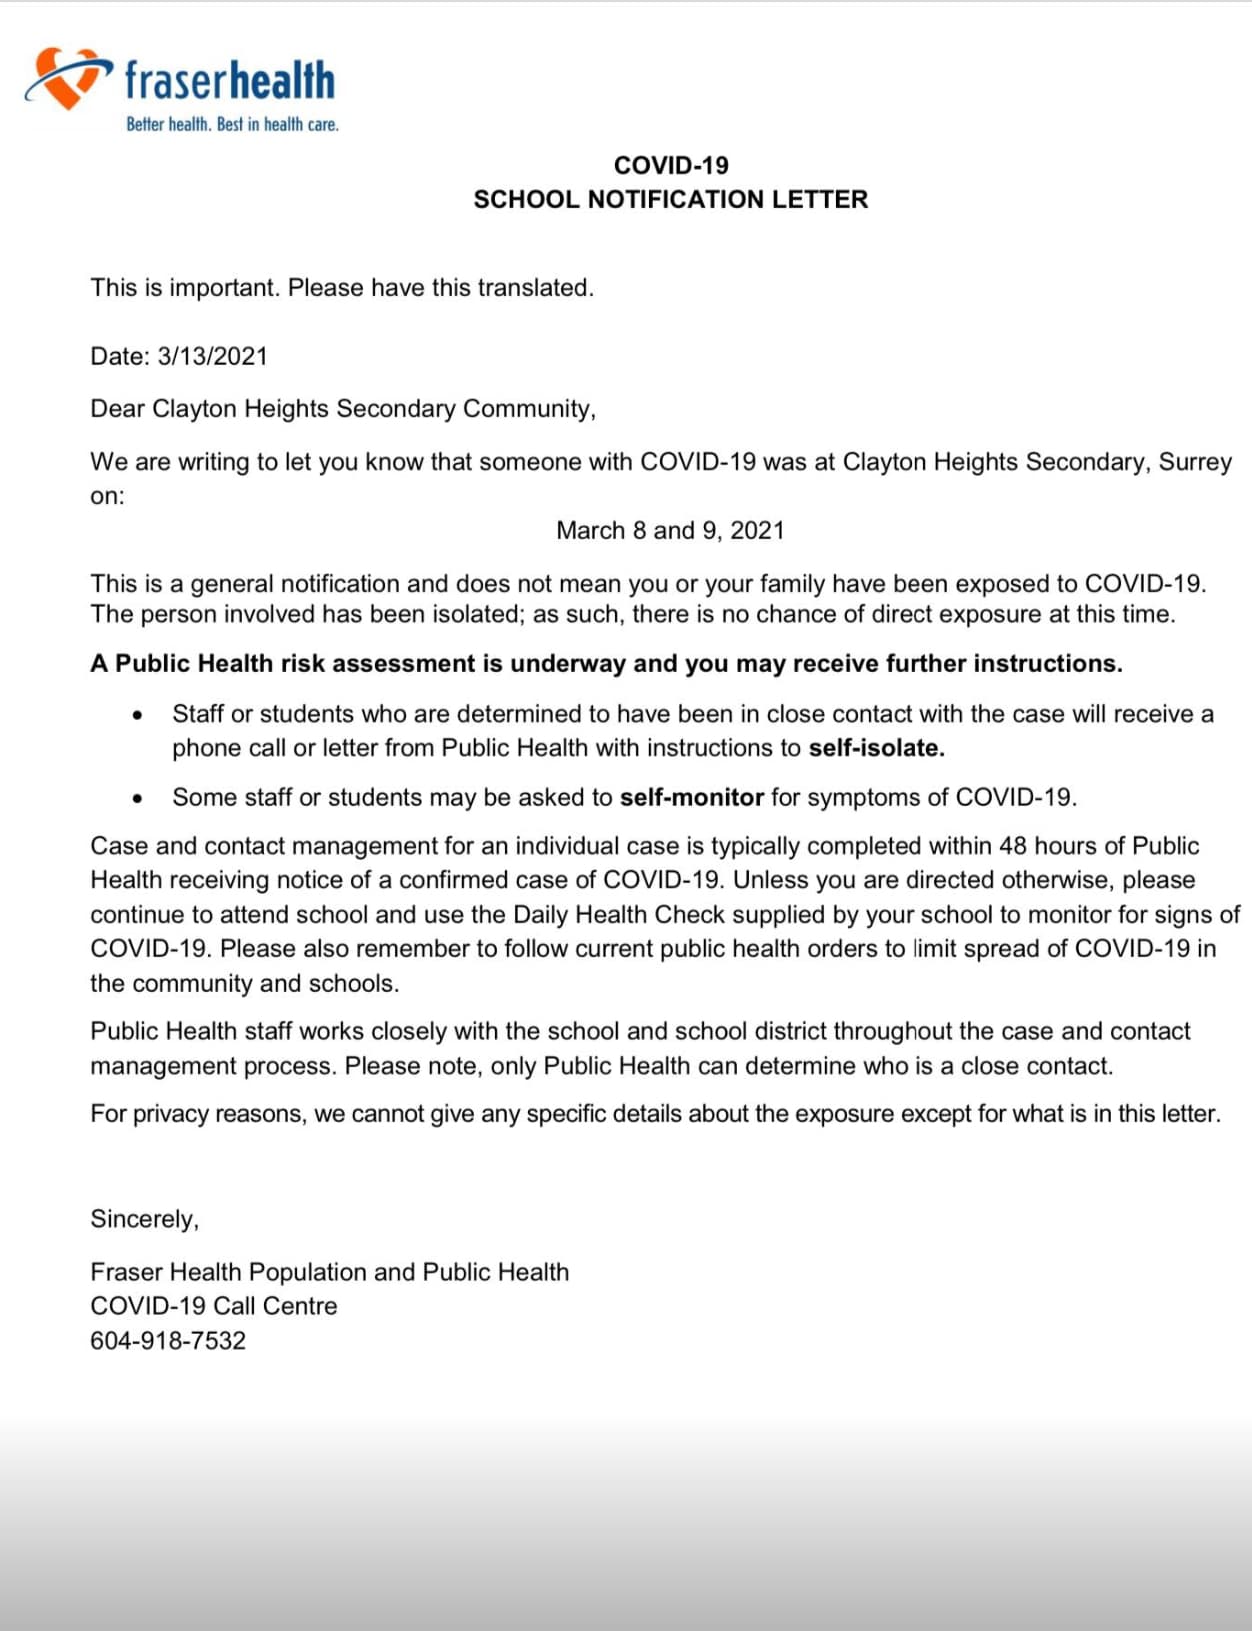 fraserhealth
Better health. Best in health care.
COVID-19
SCHOOL NOTIFICATION LETTER
This is important. Please have this translated.
Date: 3/13/2021
Dear Clayton Heights Secondary Community,
We are writing to let you know that someone with COVID-19 was at Clayton Heights Secondary, Surrey
on:
March 8 and 9, 2021
This is a general notification and does not mean you or your family have been exposed to COVID-19.
The person involved has been isolated; as such, there is no chance of direct exposure at this time.
A Public Health risk assessment is underway and you may receive further instructions.
• Staff or students who are determined to have been in close contact with the case will receive a
phone call or letter from Public Health with instructions to self-isolate.
• Some staff or students may be asked to self-monitor for symptoms of COVID-19.
Case and contact management for an individual case is typically completed within 48 hours of Public
Health receiving notice of a confirmed case of COVID-19. Unless you are directed otherwise, please
continue to attend school and use the Daily Health Check supplied by your school to monitor for signs of
COVID-19. Please also remember to follow current public health orders to limit spread of COVID-19 in
the community and schools.
Public Health staff works closely with the school and school district throughout the case and contact
management process. Please note, only Public Health can determine who is a close contact.
For privacy reasons, we cannot give any specific details about the exposure except for what is in this letter.
Sincerely,
Fraser Health Population and Public Health
COVID-19 Call Centre
604-918-7532